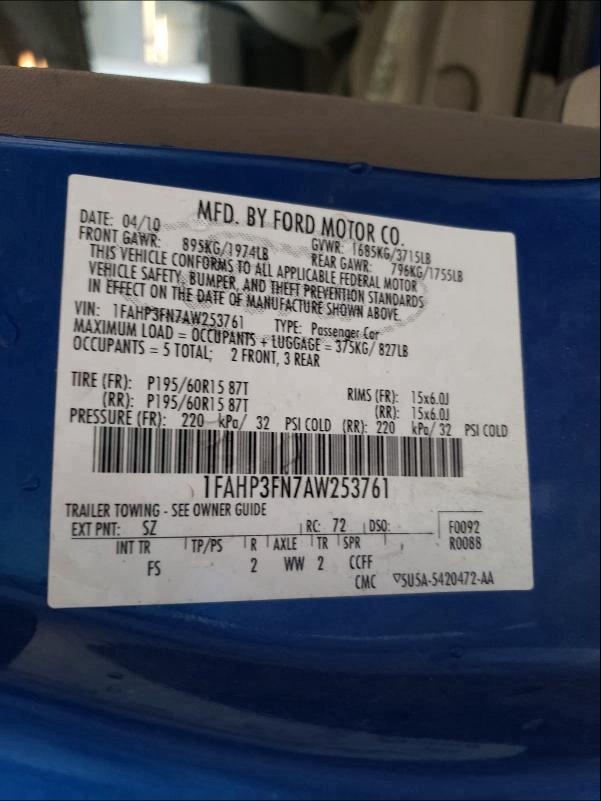 MFD. BY FORD MOTOR CO.
DATE: 04/10 GVWR: 1685KG/3715LB
FRONT GAWR: 895KG/1974LB REAR GAWR: 796KG/1755LB
THIS VEHICLE CONFORMS TO ALL APPLICABLE FEDERAL MOTOR
VEHICLE SAFETY, BUMPER, AND THEFT PREVENTION STANDARDS
IN EFFECT ON THE DATE OF MANUFACTURE SHOWN ABOVE.
VIN: 1FAHP3FN7AW253761 TYPE: Passenger Car
MAXIMUM LOAD = OCCUPANTS + LUGGAGE = 375KG/ 827LB
OCCUPANTS = 5 TOTAL; 2 FRONT, 3 REAR
TIRE (FR): P195/60R15 87T RIMS (FR): 15x6.0J
(RR): P195/60R15 87T (RR): 15x6.0J
PRESSURE (FR): 220 kPa/ 32 PSI COLD (RR): 220 kPa/ 32 PSI COLD
1FAHP3FN7AW253761
TRAILER TOWING - SEE OWNER GUIDE
EXT PNT: SZ RC: 72 DSO: F0092
INT TR TP/PS R AXLE TR SPR R0088
FS 2 WW 2 CCFF
CMC ▽5U5A-5420472-AA